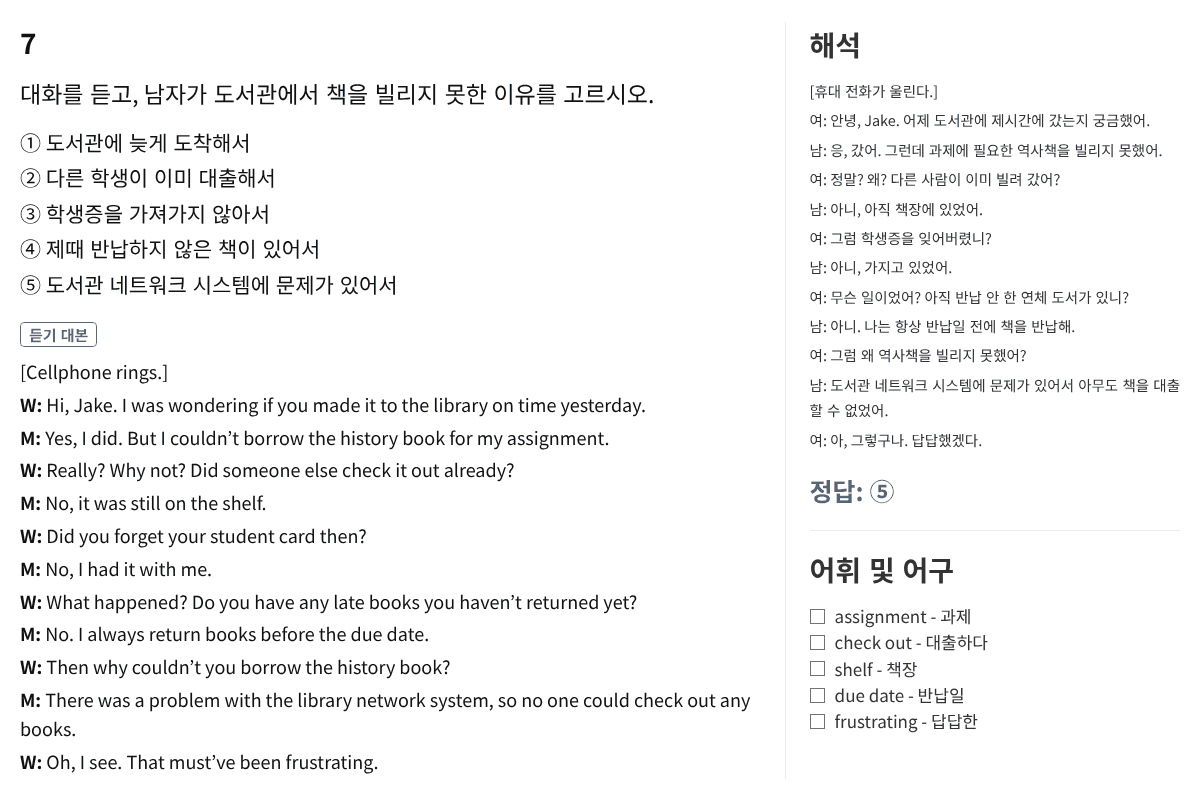 7
대화를 듣고, 남자가 도서관에서 책을 빌리지 못한 이유를 고르시오.
① 도서관에 늦게 도착해서
② 다른 학생이 이미 대출해서
③ 학생증을 가져가지 않아서
④ 제때 반납하지 않은 책이 있어서
⑤ 도서관 네트워크 시스템에 문제가 있어서
듣기 대본
[Cellphone rings.]
W: Hi, Jake. I was wondering if you made it to the library on time yesterday.
M: Yes, I did. But I couldn’t borrow the history book for my assignment.
W: Really? Why not? Did someone else check it out already?
M: No, it was still on the shelf.
W: Did you forget your student card then?
M: No, I had it with me.
W: What happened? Do you have any late books you haven’t returned yet?
M: No. I always return books before the due date.
W: Then why couldn’t you borrow the history book?
M: There was a problem with the library network system, so no one could check out any
books.
W: Oh, I see. That must’ve been frustrating.
해석
[휴대 전화가 울린다.]
여: 안녕, Jake. 어제 도서관에 제시간에 갔는지 궁금했어.
남: 응, 갔어. 그런데 과제에 필요한 역사책을 빌리지 못했어.
여: 정말? 왜? 다른 사람이 이미 빌려 갔어?
남: 아니, 아직 책장에 있었어.
여: 그럼 학생증을 잊어버렸니?
남: 아니, 가지고 있었어.
여: 무슨 일이었어? 아직 반납 안 한 연체 도서가 있니?
남: 아니. 나는 항상 반납일 전에 책을 반납해.
여: 그럼 왜 역사책을 빌리지 못했어?
남: 도서관 네트워크 시스템에 문제가 있어서 아무도 책을 대출
할 수 없었어.
여: 아, 그렇구나. 답답했겠다.
정답: ⑤
어휘 및 어구
☐ assignment - 과제
☐ check out - 대출하다
☐ shelf - 책장
☐ due date - 반납일
☐ frustrating - 답답한